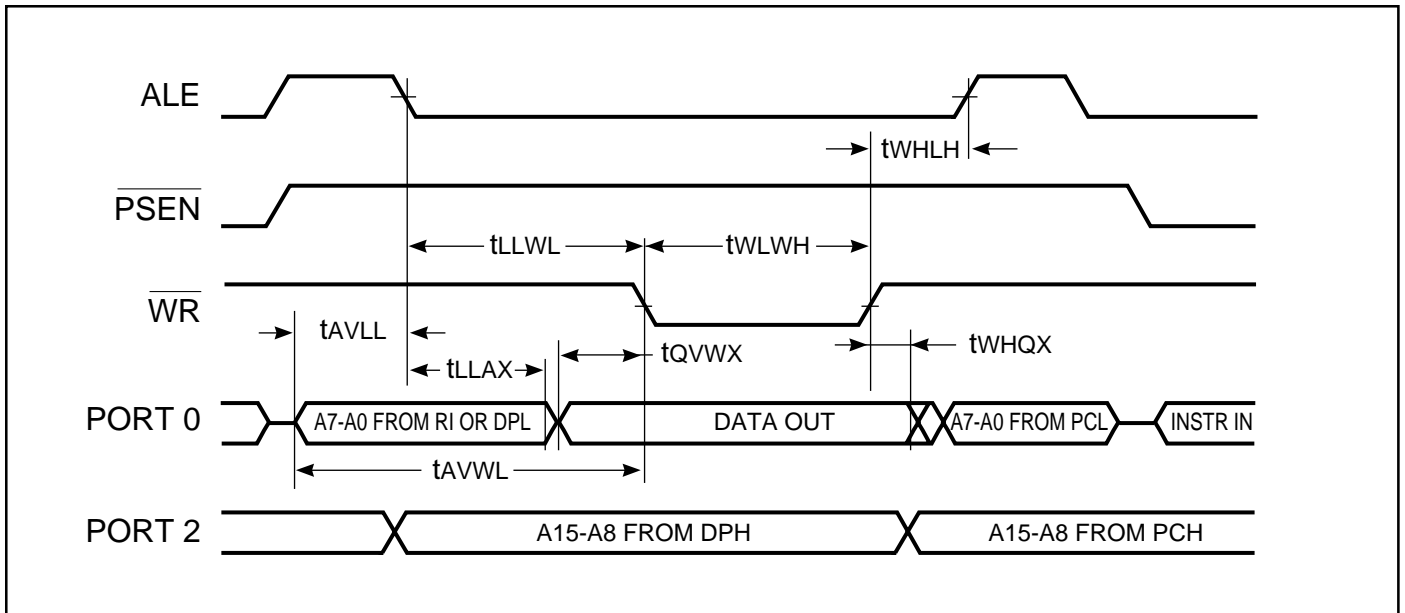 ALE
tWHLH
PSEN
tLLWL
tWLWH
WR
tAVLL
tLLAX
tQVWX
tWHQX
PORT 0
A7-A0 FROM RI OR DPL
DATA OUT
A7-A0 FROM PCL
INSTR IN
tAVWL
PORT 2
A15-A8 FROM DPH
A15-A8 FROM PCH